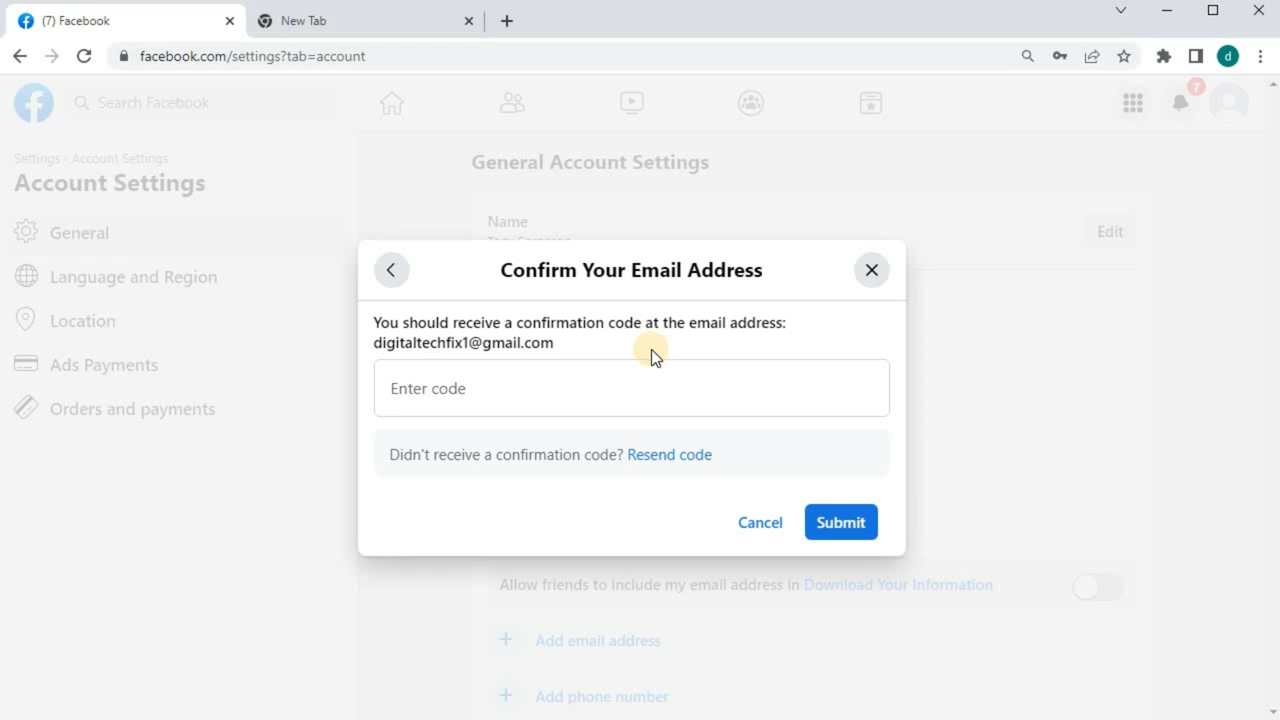 (7) Facebook
New Tab
facebook.com/settings?tab=account
d
Search Facebook
7
Settings › Account Settings
Account Settings
General
Language and Region
Location
Ads Payments
Orders and payments
General Account Settings
Name
Edit
Confirm Your Email Address
You should receive a confirmation code at the email address:
digitaltechfix1@gmail.com
Enter code
Didn't receive a confirmation code? Resend code
Cancel
Submit
Allow friends to include my email address in Download Your Information
+ Add email address
+ Add phone number